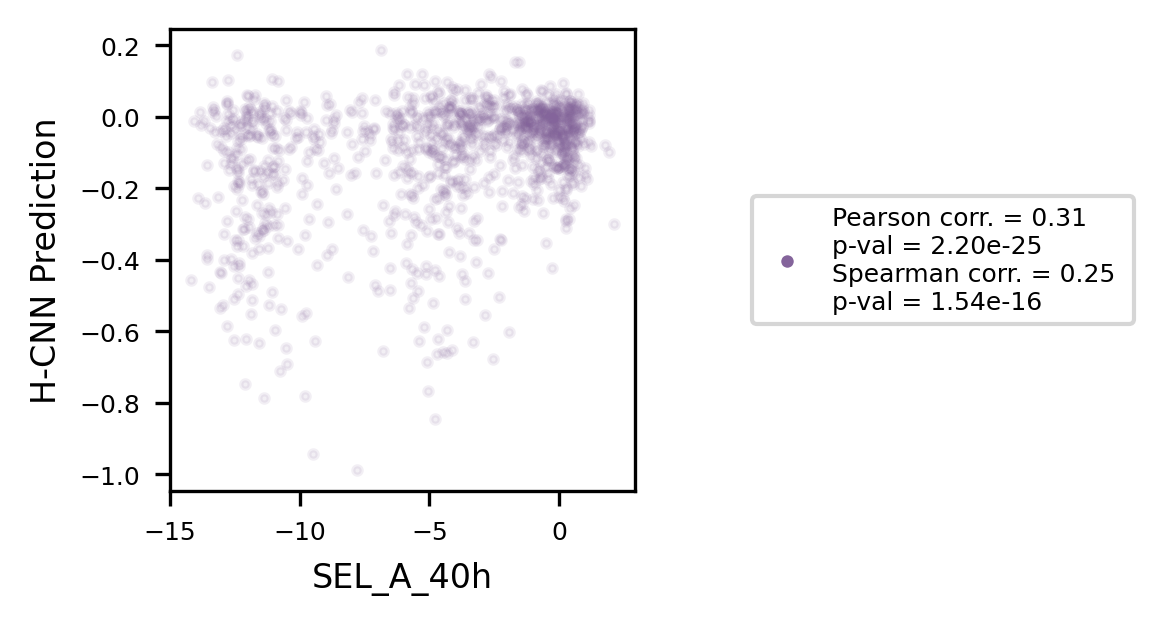 0.2
0.0
−0.2
−0.4
−0.6
−0.8
−1.0
H-CNN Prediction
−15
−10
−5
0
SEL_A_40h
Pearson corr. = 0.31
p-val = 2.20e-25
Spearman corr. = 0.25
p-val = 1.54e-16